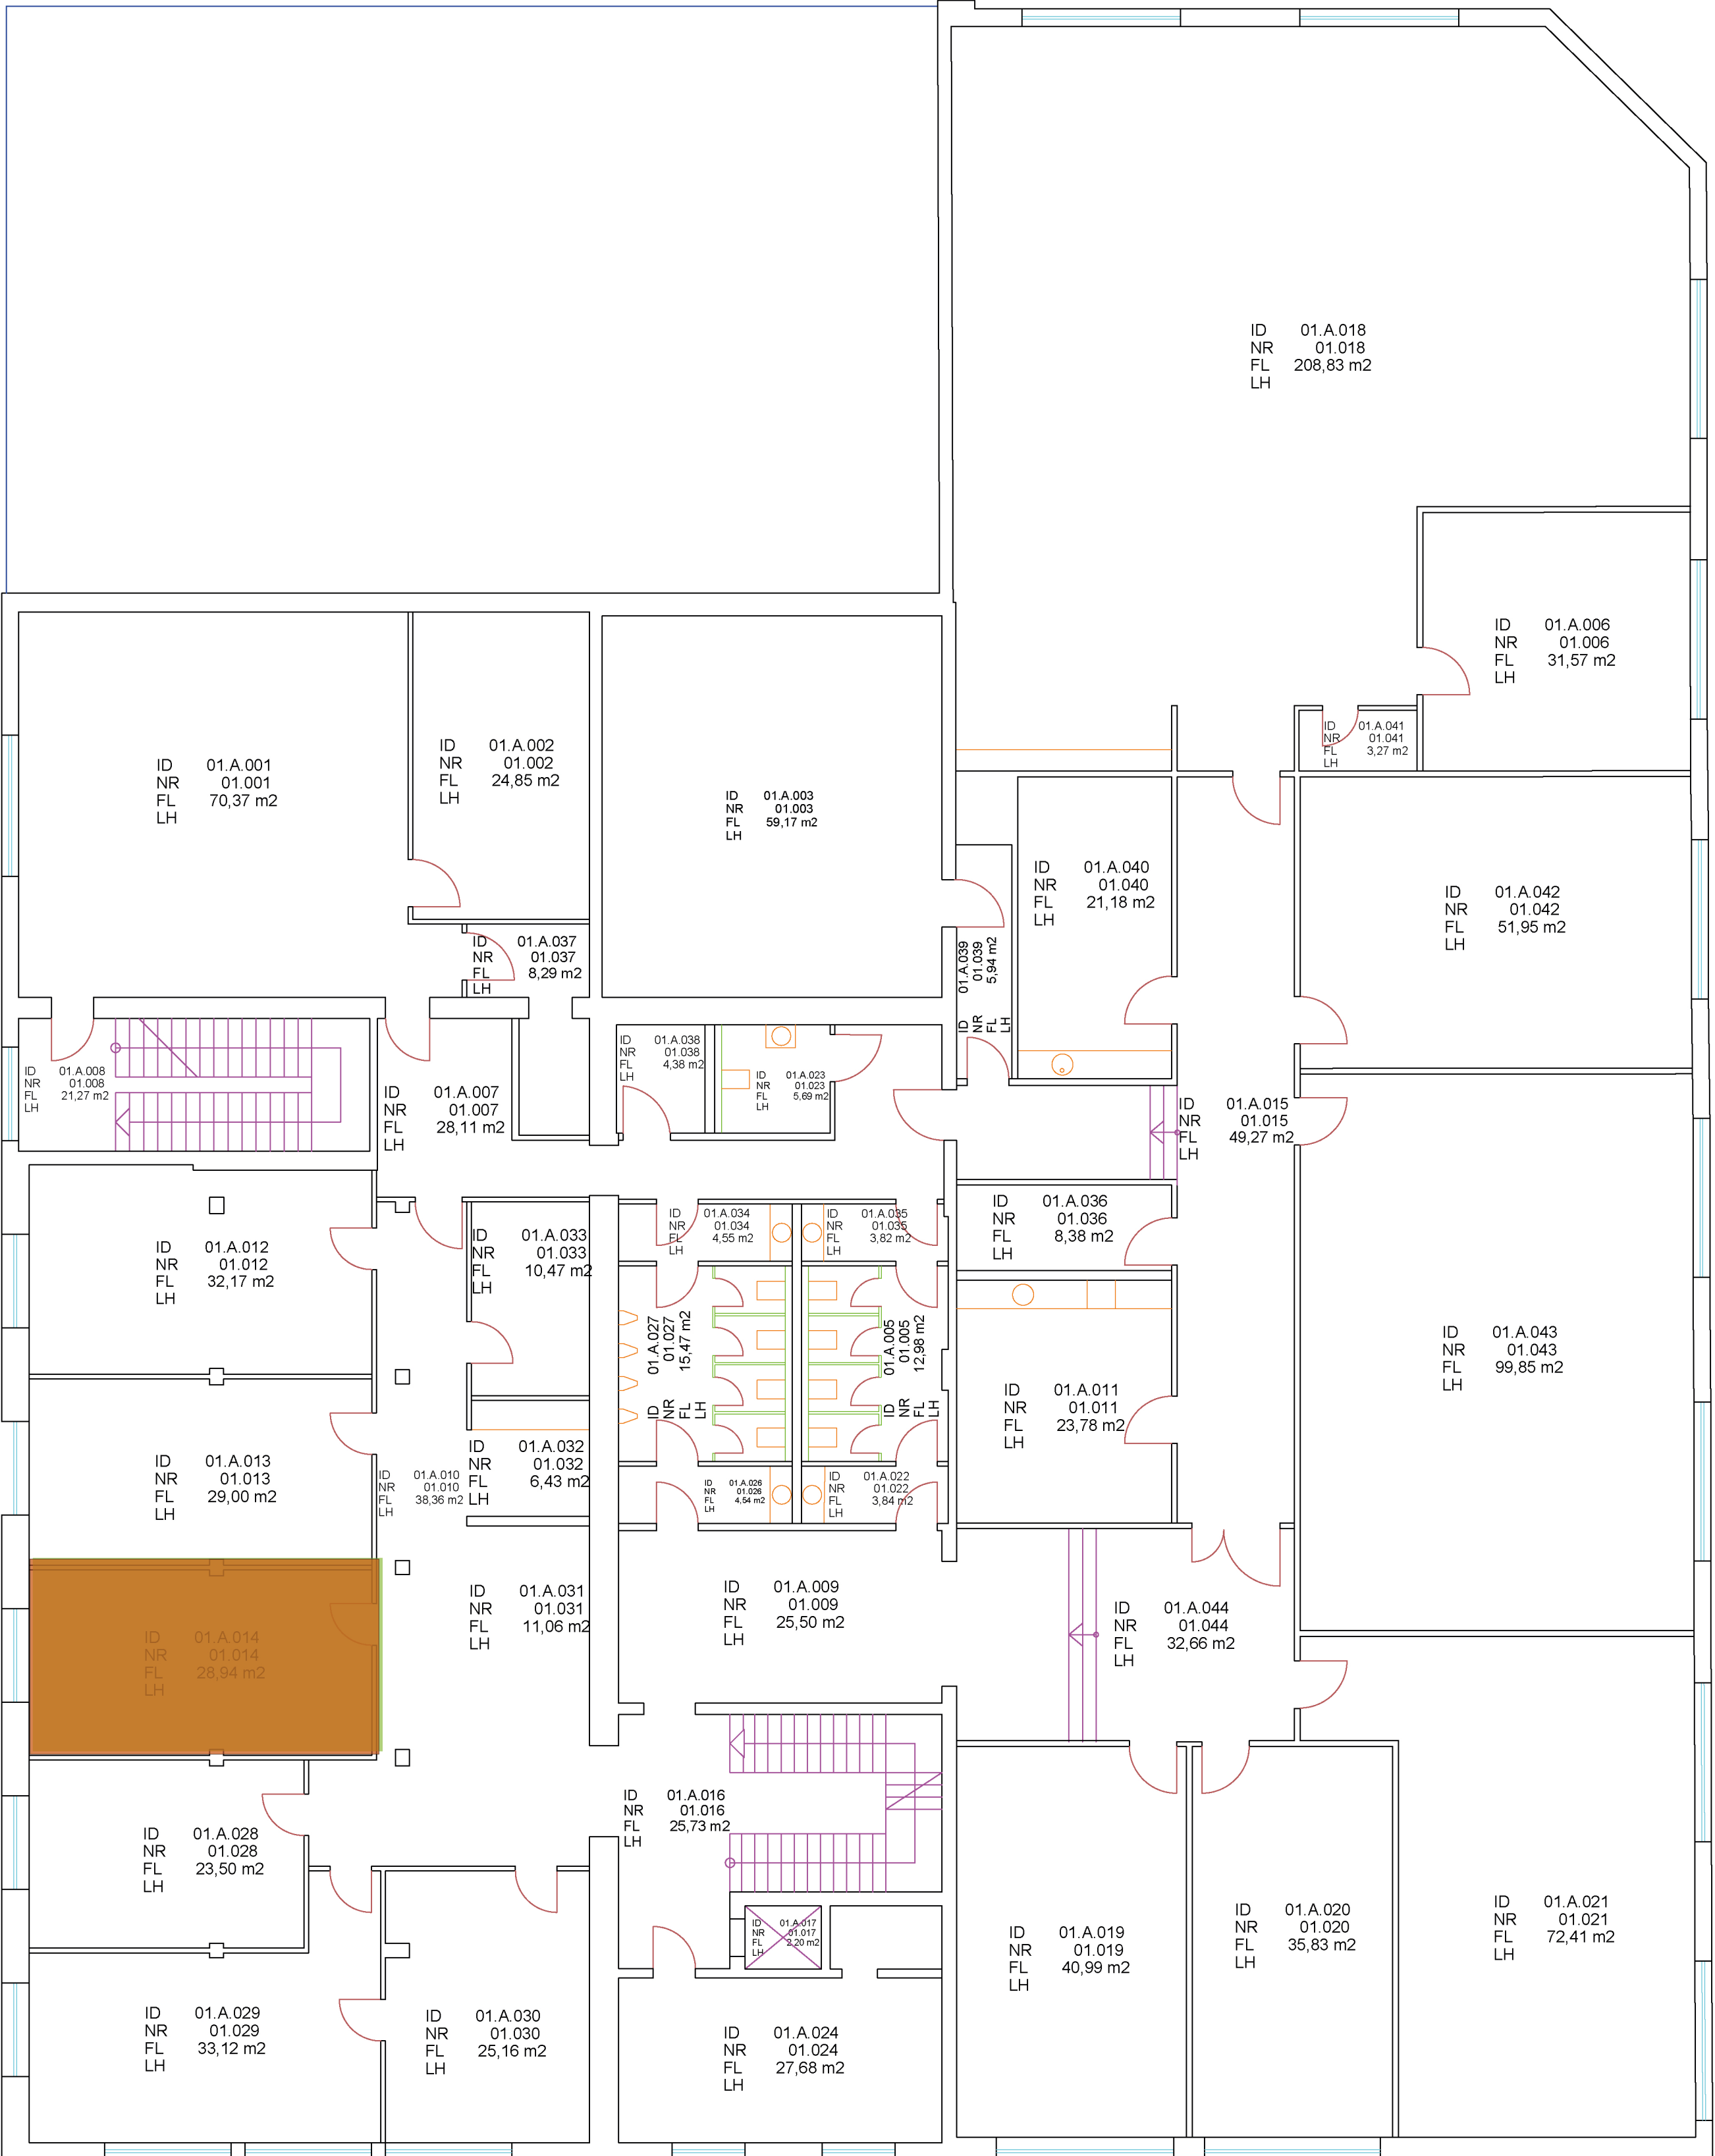 ID 01.A.018
NR 01.018
FL 208,83 m2
LH
ID 01.A.006
NR 01.006
FL 31,57 m2
LH
ID 01.A.041
NR 01.041
FL 3,27 m2
LH
ID 01.A.001
NR 01.001
FL 70,37 m2
LH
ID 01.A.002
NR 01.002
FL 24,85 m2
LH
ID 01.A.003
NR 01.003
FL 59,17 m2
LH
ID 01.A.040
NR 01.040
FL 21,18 m2
LH
ID 01.A.042
NR 01.042
FL 51,95 m2
LH
ID 01.A.037
NR 01.037
FL 8,29 m2
LH
ID 01.A.039
NR 01.039
FL 5,94 m2
LH
ID 01.A.008
NR 01.008
FL 21,27 m2
LH
ID 01.A.007
NR 01.007
FL 28,11 m2
LH
ID 01.A.038
NR 01.038
FL 4,38 m2
LH
ID 01.A.023
NR 01.023
FL 5,69 m2
LH
ID 01.A.015
NR 01.015
FL 49,27 m2
LH
ID 01.A.012
NR 01.012
FL 32,17 m2
LH
ID 01.A.033
NR 01.033
FL 10,47 m2
LH
ID 01.A.034
NR 01.034
FL 4,55 m2
LH
ID 01.A.035
NR 01.035
FL 3,82 m2
LH
ID 01.A.036
NR 01.036
FL 8,38 m2
LH
ID 01.A.027
NR 01.027
FL 15,47 m2
LH
ID 01.A.005
NR 01.005
FL 12,98 m2
LH
ID 01.A.011
NR 01.011
FL 23,78 m2
LH
ID 01.A.043
NR 01.043
FL 99,85 m2
LH
ID 01.A.013
NR 01.013
FL 29,00 m2
LH
ID 01.A.010
NR 01.010
FL 38,36 m2
LH
ID 01.A.032
NR 01.032
FL 6,43 m2
LH
ID 01.A.026
NR 01.026
FL 4,54 m2
LH
ID 01.A.022
NR 01.022
FL 3,84 m2
LH
ID 01.A.014
NR 01.014
FL 28,94 m2
LH
ID 01.A.031
NR 01.031
FL 11,06 m2
LH
ID 01.A.009
NR 01.009
FL 25,50 m2
LH
ID 01.A.044
NR 01.044
FL 32,66 m2
LH
ID 01.A.028
NR 01.028
FL 23,50 m2
LH
ID 01.A.016
NR 01.016
FL 25,73 m2
LH
ID 01.A.017
NR 01.017
FL 2,20 m2
LH
ID 01.A.019
NR 01.019
FL 40,99 m2
LH
ID 01.A.020
NR 01.020
FL 35,83 m2
LH
ID 01.A.021
NR 01.021
FL 72,41 m2
LH
ID 01.A.029
NR 01.029
FL 33,12 m2
LH
ID 01.A.030
NR 01.030
FL 25,16 m2
LH
ID 01.A.024
NR 01.024
FL 27,68 m2
LH